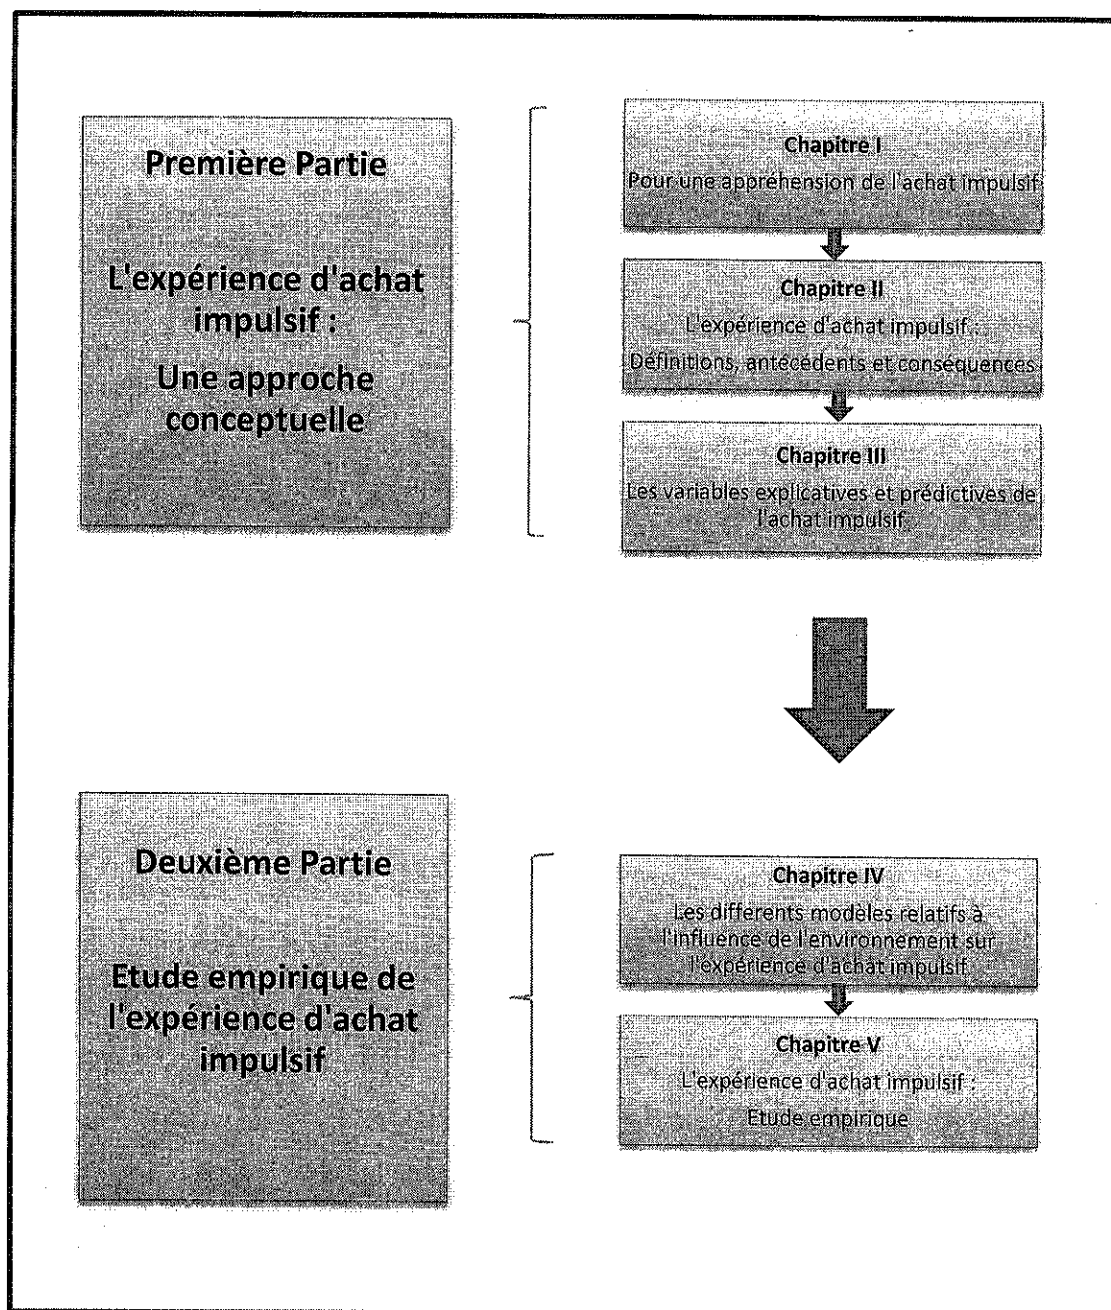 Première Partie
L'expérience d'achat
impulsif :
Une approche
conceptuelle
Chapitre I
Pour une appréhension de l'achat impulsif
Chapitre II
L'expérience d'achat impulsif :
Définitions, antécédents et conséquences
Chapitre III
Les variables explicatives et prédictives de
l'achat impulsif
Deuxième Partie
Etude empirique de
l'expérience d'achat
impulsif
Chapitre IV
Les differents modèles relatifs à
l'influence de l'environnement sur
l'expérience d'achat impulsif
Chapitre V
L'expérience d'achat impulsif :
Etude empirique